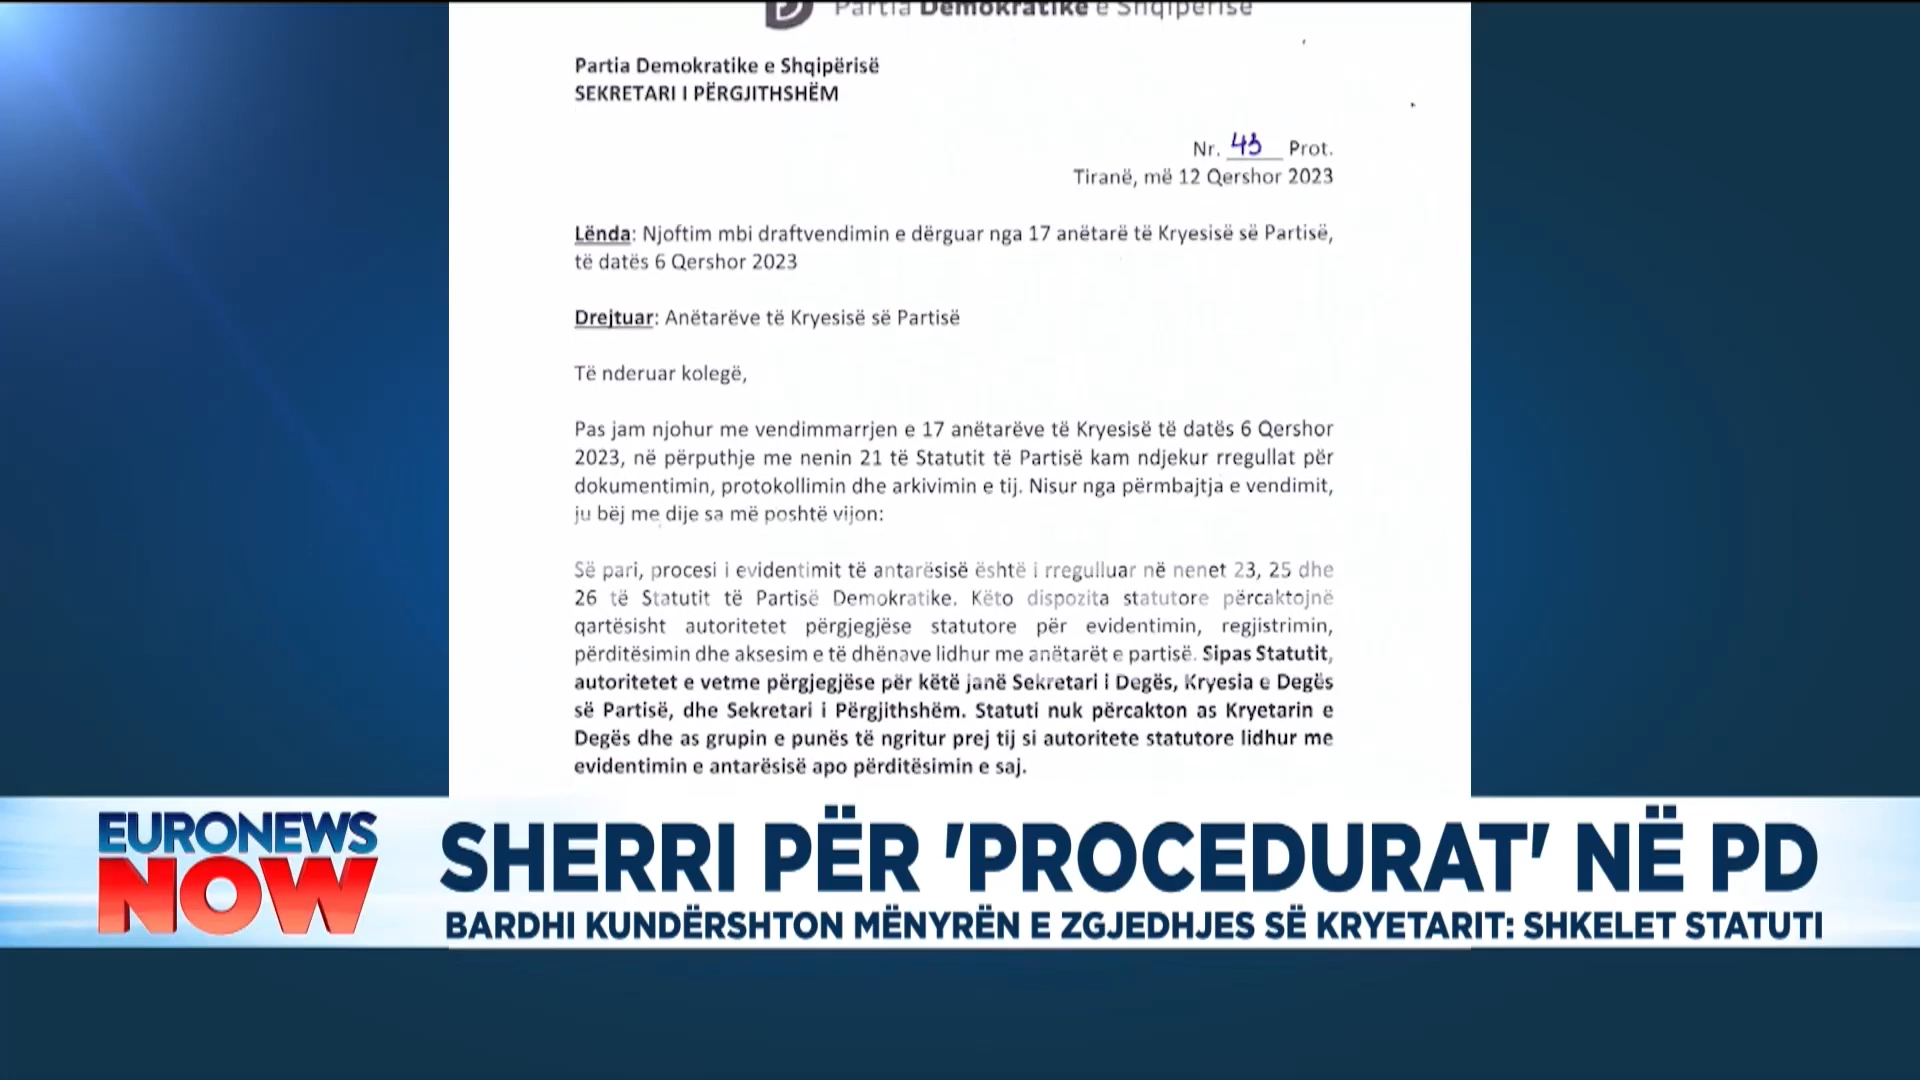 Partia Demokratike e Shqipërisë
Partia Demokratike e Shqipërisë
SEKRETARI I PËRGJITHSHËM
Nr. 43 Prot.
Tiranë, më 12 Qershor 2023
Lënda: Njoftim mbi draftvendimin e dërguar nga 17 anëtarë të Kryesisë së Partisë,
të datës 6 Qershor 2023
Drejtuar: Anëtarëve të Kryesisë së Partisë
Të nderuar kolegë,
Pas jam njohur me vendimmarrjen e 17 anëtarëve të Kryesisë të datës 6 Qershor
2023, në përputhje me nenin 21 të Statutit të Partisë kam ndjekur rregullat për
dokumentimin, protokollimin dhe arkivimin e tij. Nisur nga përmbajtja e vendimit,
ju bëj me dije sa më poshtë vijon:
Së pari, procesi i evidentimit të antarësisë është i rregulluar në nenet 23, 25 dhe
26 të Statutit të Partisë Demokratike. Këto dispozita statutore përcaktojnë
qartësisht autoritetet përgjegjëse statutore për evidentimin, regjistrimin,
përditësimin dhe aksesim e të dhënave lidhur me anëtarët e partisë. Sipas Statutit,
autoritetet e vetme përgjegjëse për këtë janë Sekretari i Degës, Kryesia e Degës
së Partisë, dhe Sekretari i Përgjithshëm. Statuti nuk përcakton as Kryetarin e
Degës dhe as grupin e punës të ngritur prej tij si autoritete statutore lidhur me
evidentimin e antarësisë apo përditësimin e saj.
EURONEWS
NOW
SHERRI PËR 'PROCEDURAT' NË PD
BARDHI KUNDËRSHTON MËNYRËN E ZGJEDHJES SË KRYETARIT: SHKELET STATUTI